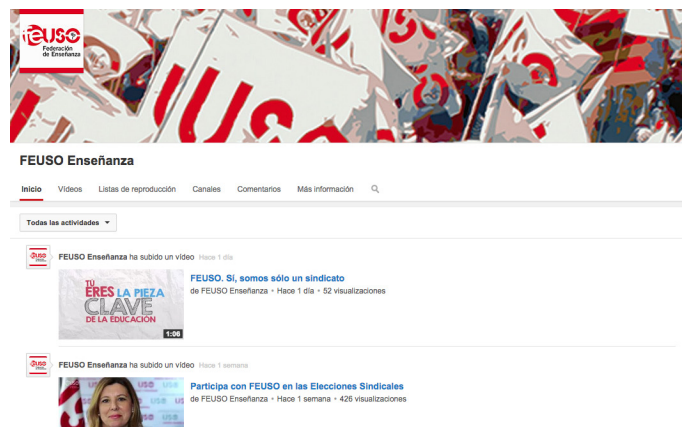 feuso
Federación
de Enseñanza
uso
FEUSO Enseñanza
Inicio Vídeos Listas de reproducción Canales Comentarios Más información
Todas las actividades
FEUSO Enseñanza ha subido un vídeo Hace 1 día
TÚ
ERES LA PIEZA
CLAVE
DE LA EDUCACIÓN
1:06
FEUSO. Sí, somos sólo un sindicato
de FEUSO Enseñanza • Hace 1 día • 52 visualizaciones
FEUSO Enseñanza ha subido un vídeo Hace 1 semana
Participa con FEUSO en las Elecciones Sindicales
de FEUSO Enseñanza • Hace 1 semana • 426 visualizaciones